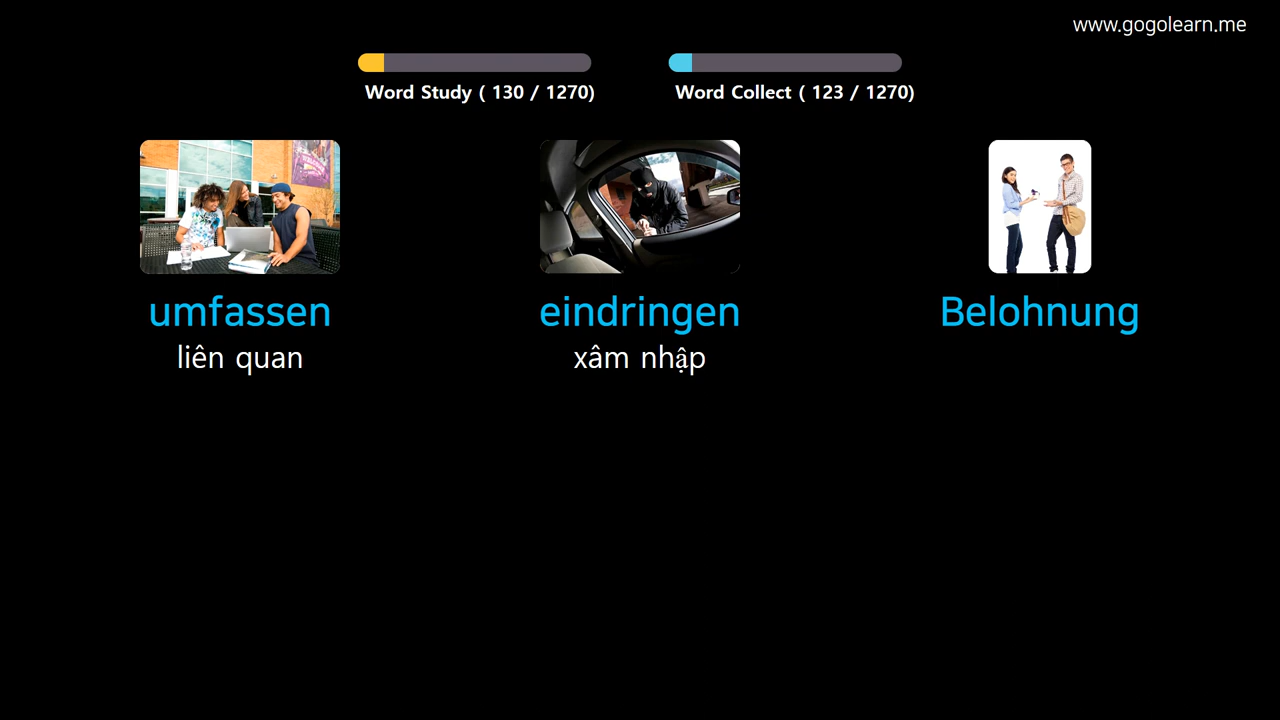 www.gogolearn.me
Word Study ( 130 / 1270)
Word Collect ( 123 / 1270)
umfassen
liên quan
eindringen
xâm nhập
Belohnung